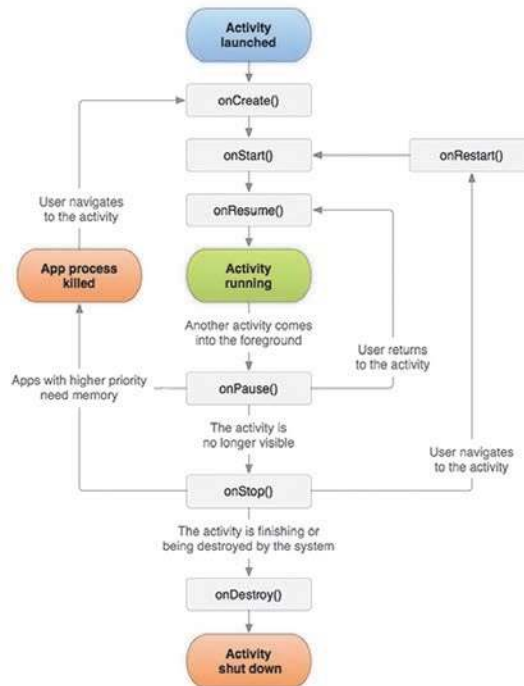 Activity
launched
onCreate()
onStart()
onRestart()
User navigates
to the activity
onResume()
App process
killed
Activity
running
Another activity comes
into the foreground
User returns
to the activity
Apps with higher priority
need memory
onPause()
The activity is
no longer visible
User navigates
to the activity
onStop()
The activity is finishing or
being destroyed by the system
onDestroy()
Activity
shut down